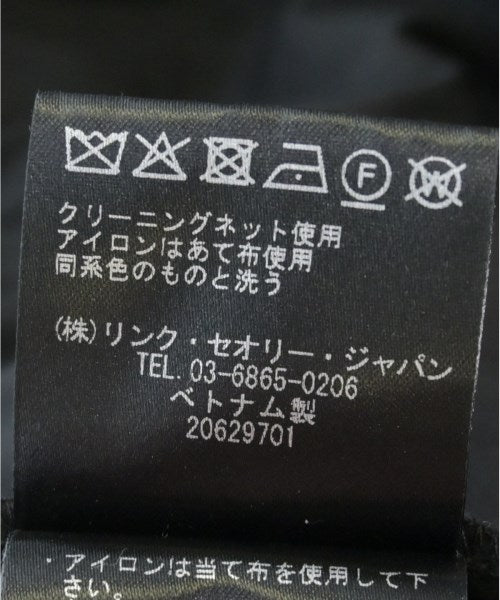 F W
クリーニングネット使用
アイロンはあて布使用
同系色のものと洗う
(株)リンク・セオリー・ジャパン
TEL. 03-6865-0206
ベトナム製
20629701
・アイロンは当て布を使用して下
さい。